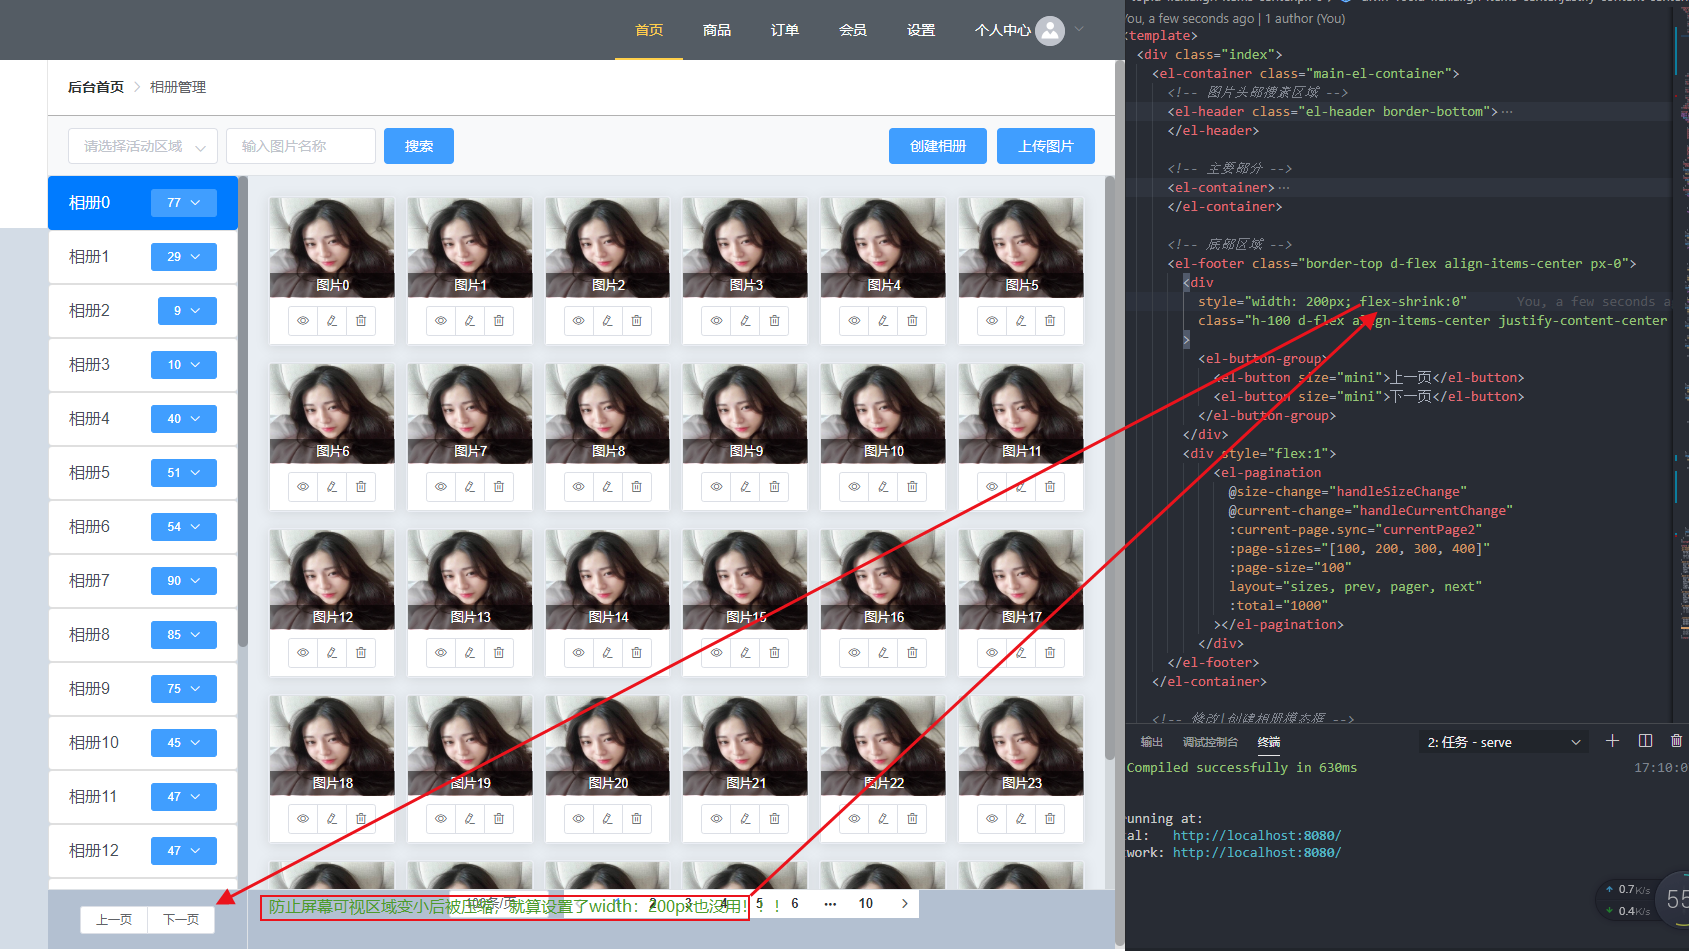 首页 商品 订单 会员 设置 个人中心
后台首页 相册管理
请选择活动区域 输入图片名称 搜索 创建相册 上传图片
相册0 77
相册1 29
相册2 9
相册3 10
相册4 40
相册5 51
相册6 54
相册7 90
相册8 85
相册9 75
相册10 45
相册11 47
相册12 47
上一页 下一页
图片0 图片1 图片2 图片3 图片4 图片5
图片6 图片7 图片8 图片9 图片10 图片11
图片12 图片13 图片14 图片15 图片16 图片17
图片18 图片19 图片20 图片21 图片22 图片23
防止屏幕可视区域变小后被压缩，就算设置了width：200px也没用！！！
100条/页 1 2 3 4 5 6 ••• 10
You, a few seconds ago | 1 author (You)
<template>
<div class="index">
<el-container class="main-el-container">
<!-- 图片头部搜素区域 -->
<el-header class="el-header border-bottom">…
</el-header>
<!-- 主要部分 -->
<el-container>…
</el-container>
<!-- 底部区域 -->
<el-footer class="border-top d-flex align-items-center px-0">
<div
style="width: 200px; flex-shrink:0" You, a few seconds a
class="h-100 d-flex align-items-center justify-content-center
>
<el-button-group>
<el-button size="mini">上一页</el-button>
<el-button size="mini">下一页</el-button>
</el-button-group>
</div>
<div style="flex:1">
<el-pagination
@size-change="handleSizeChange"
@current-change="handleCurrentChange"
:current-page.sync="currentPage2"
:page-sizes="[100, 200, 300, 400]"
:page-size="100"
layout="sizes, prev, pager, next"
:total="1000"
></el-pagination>
</div>
</el-footer>
</el-container>
<!-- 修改|创建相册模态框 -->
输出 调试控制台 终端 2: 任务 - serve
Compiled successfully in 630ms 17:10:0
unning at:
al: http://localhost:8080/
work: http://localhost:8080/
0.7K/s
0.4K/s
55